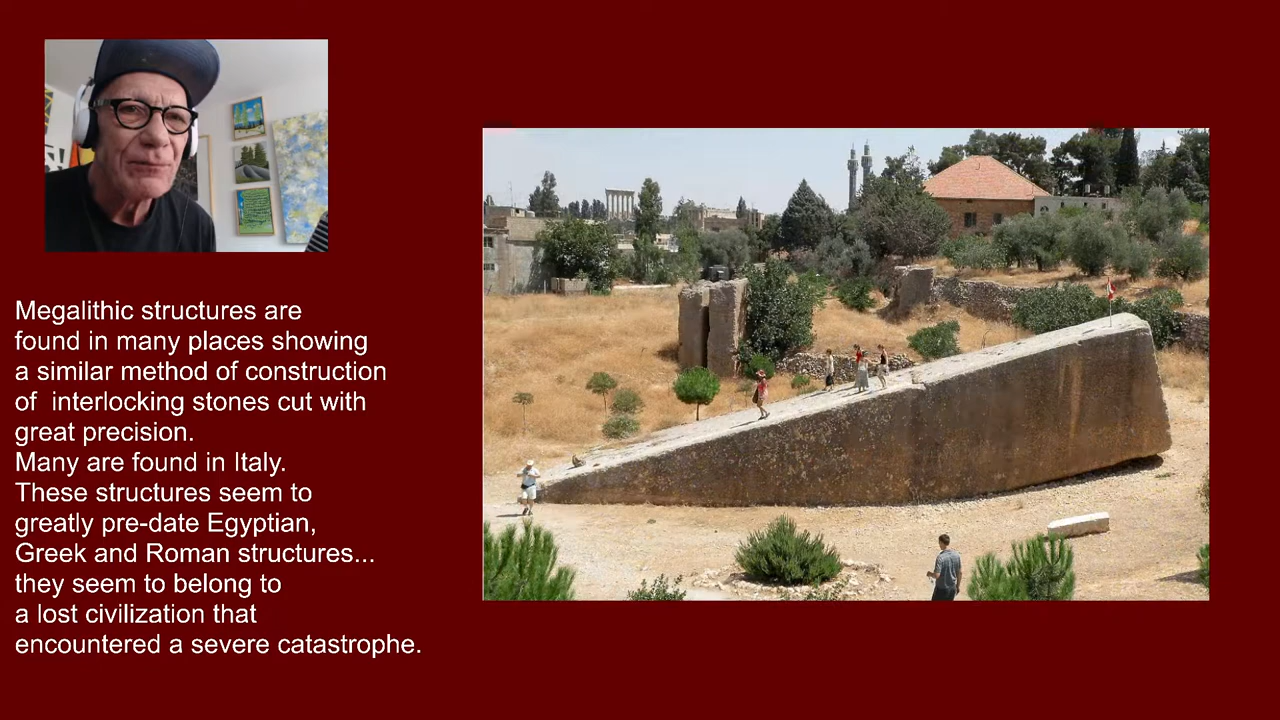 Megalithic structures are
found in many places showing
a similar method of construction
of  interlocking stones cut with
great precision.
Many are found in Italy.
These structures seem to
greatly pre-date Egyptian,
Greek and Roman structures...
they seem to belong to
a lost civilization that
encountered a severe catastrophe.